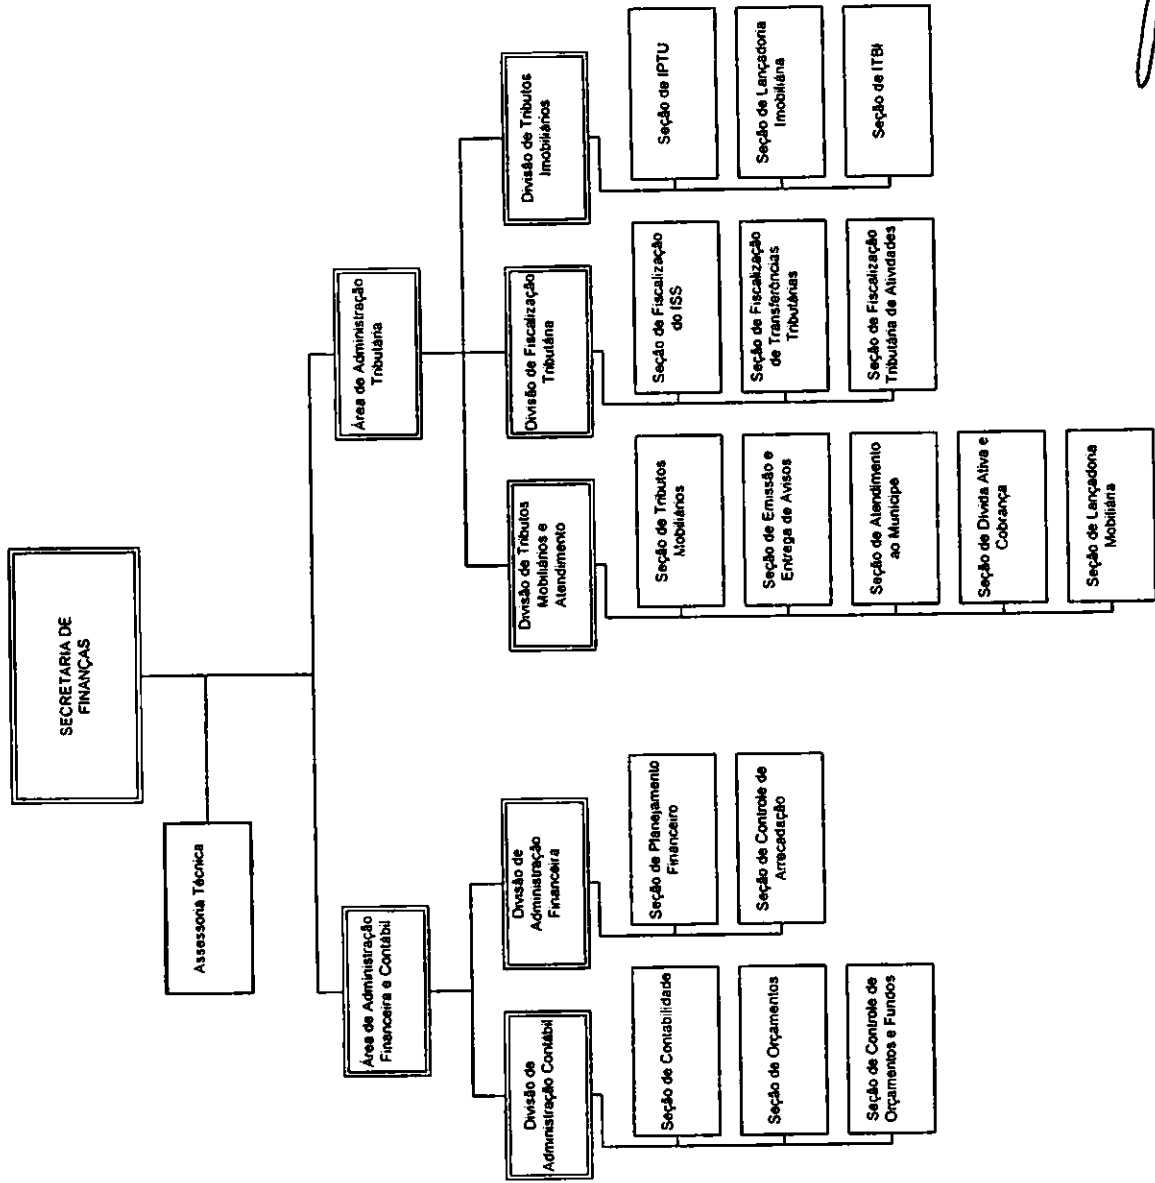 SECRETARIA DE
FINANÇAS
Assessoria Técnica
Área de Administração
Financeira e Contábil
Área de Administração
Tributária
Divisão de
Administração Contábil
Divisão de
Administração
Financeira
Divisão de Tributos
Mobiliários e
Atendimento
Divisão de Fiscalização
Tributária
Divisão de Tributos
Imobiliários
Seção de Contabilidade
Seção de Orçamentos
Seção de Controle de
Orçamentos e Fundos
Seção de Planejamento
Financeiro
Seção de Controle de
Arrecadação
Seção de Tributos
Mobiliários
Seção de Emissão e
Entrega de Avisos
Seção de Atendimento
ao Munícipe
Seção de Dívida Ativa e
Cobrança
Seção de Lançadoria
Mobiliária
Seção de Fiscalização
do ISS
Seção de Fiscalização
de Transferências
Tributárias
Seção de Fiscalização
Tributária de Atividades
Seção de IPTU
Seção de Lançadoria
Imobiliária
Seção de ITBI